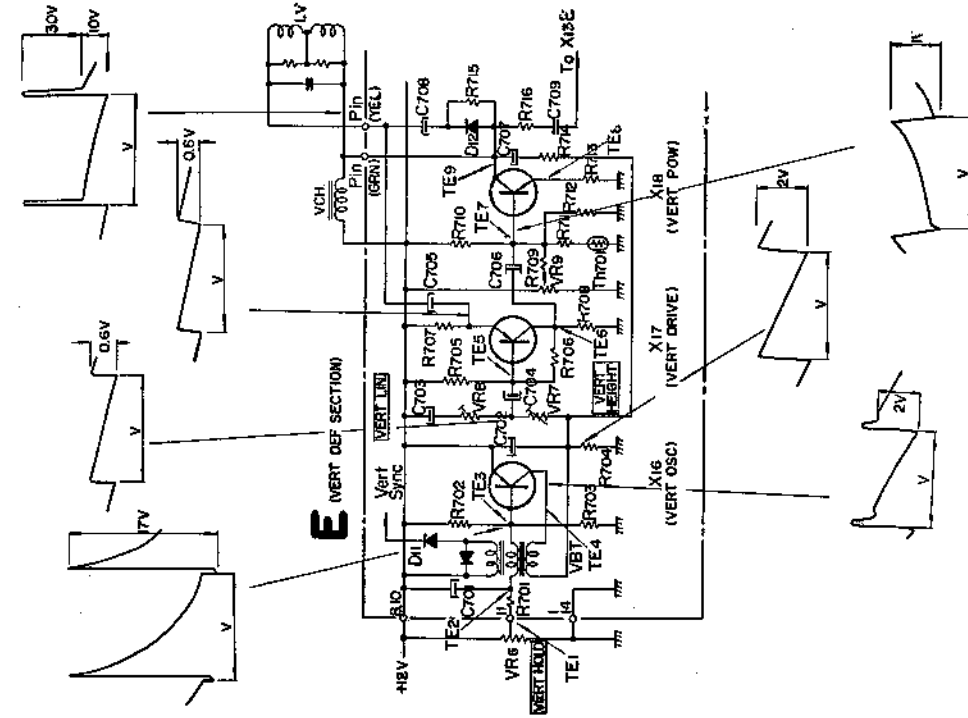 30V
10V
V
0.6V
V
0.6V
V
17V
V
LV
Pin
(YEL)
Pin
(GRN)
VCH
C708
R715
D12
C707
R716
C709
To X13E
R714
R713
R712
TE8
TE9
TE7
R710
C706
R709
VR9
R711
Th701
X18
(VERT POW)
C705
R707
R705
TE5
R706
R708
TE6
X17
(VERT DRIVE)
VERT LIN
C703
VR8
C704
VR7
VERT
HEIGHT
C702
R704
E
(VERT DEF SECTION)
Vert
Sync
R702
TE3
R703
X16
(VERT OSC)
D11
VBT
TE4
C701
R701
TE2
8,10
11
14
+12V
VR6
VERT HOLD
TE1
1V
V
2V
V
2V
V